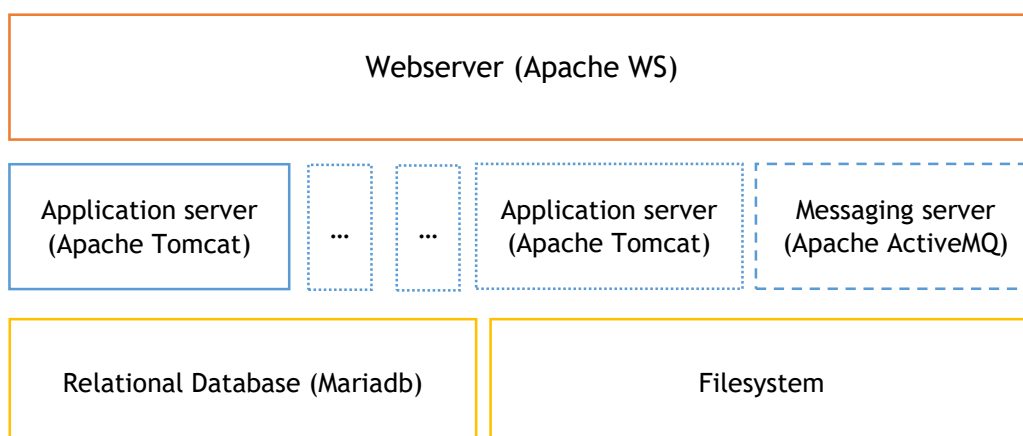 Webserver (Apache WS)
Application server
(Apache Tomcat)
…
…
Application server
(Apache Tomcat)
Messaging server
(Apache ActiveMQ)
Relational Database (Mariadb)
Filesystem